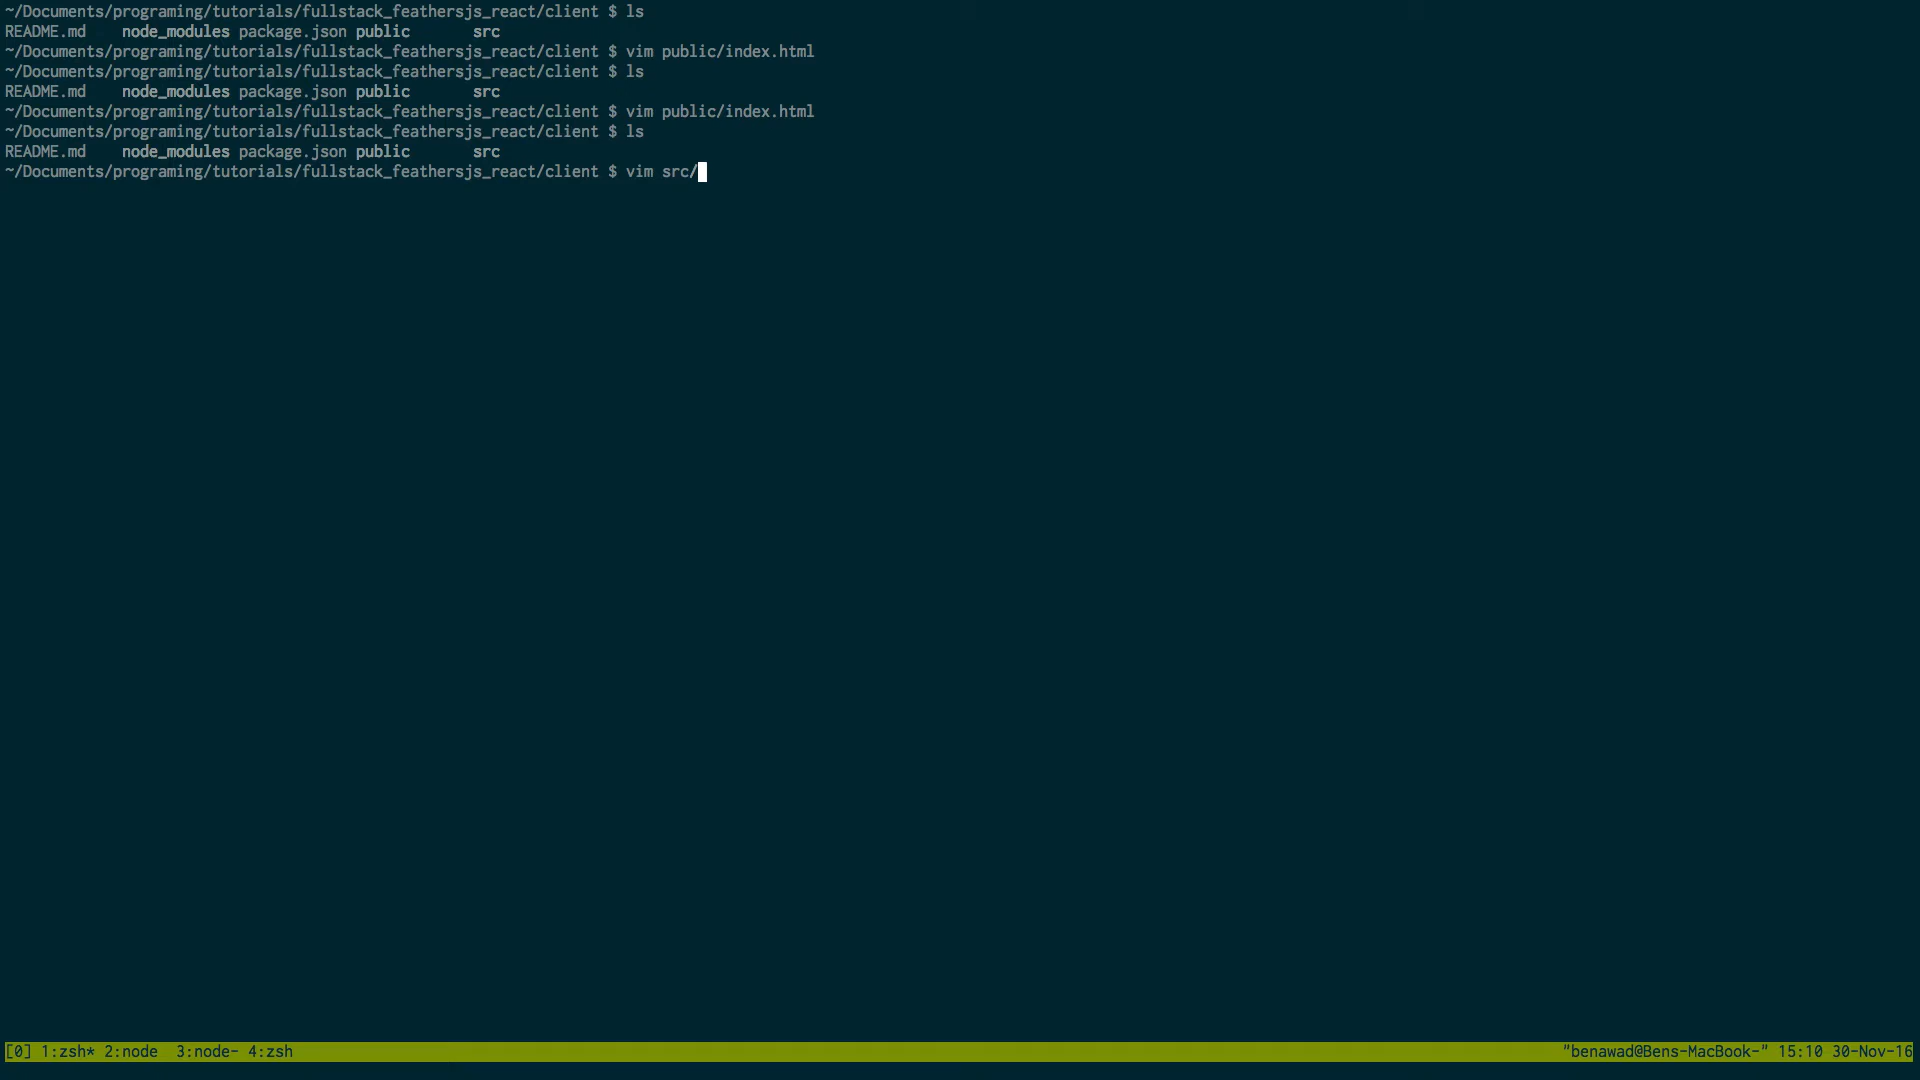 ~/Documents/programing/tutorials/fullstack_feathersjs_react/client $ ls
README.md    node_modules package.json public       src
~/Documents/programing/tutorials/fullstack_feathersjs_react/client $ vim public/index.html
~/Documents/programing/tutorials/fullstack_feathersjs_react/client $ ls
README.md    node_modules package.json public       src
~/Documents/programing/tutorials/fullstack_feathersjs_react/client $ vim public/index.html
~/Documents/programing/tutorials/fullstack_feathersjs_react/client $ ls
README.md    node_modules package.json public       src
~/Documents/programing/tutorials/fullstack_feathersjs_react/client $ vim src/
[0] 1:zsh* 2:node  3:node- 4:zsh "benawad@Bens-MacBook-" 15:10 30-Nov-16